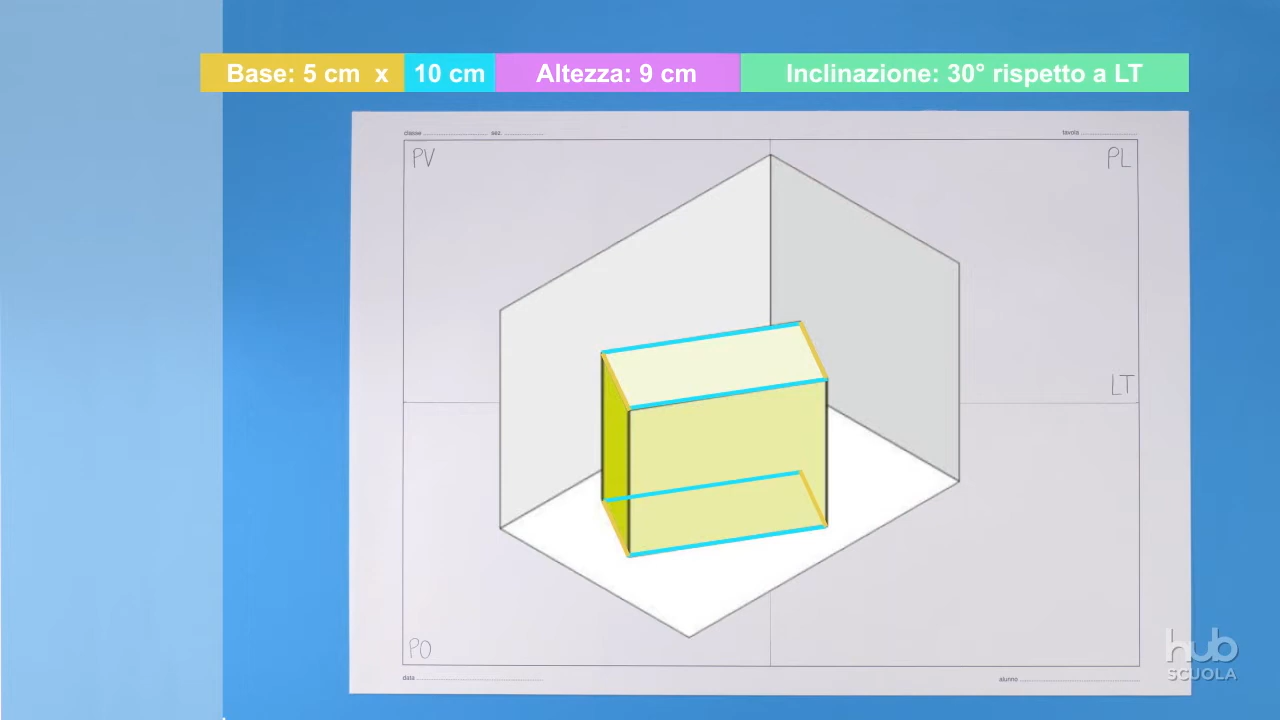 Base: 5 cm x 10 cm Altezza: 9 cm Inclinazione: 30° rispetto a LT
classe sez. tavola
PV PL
LT
PO
data alunno
hub
SCUOLA